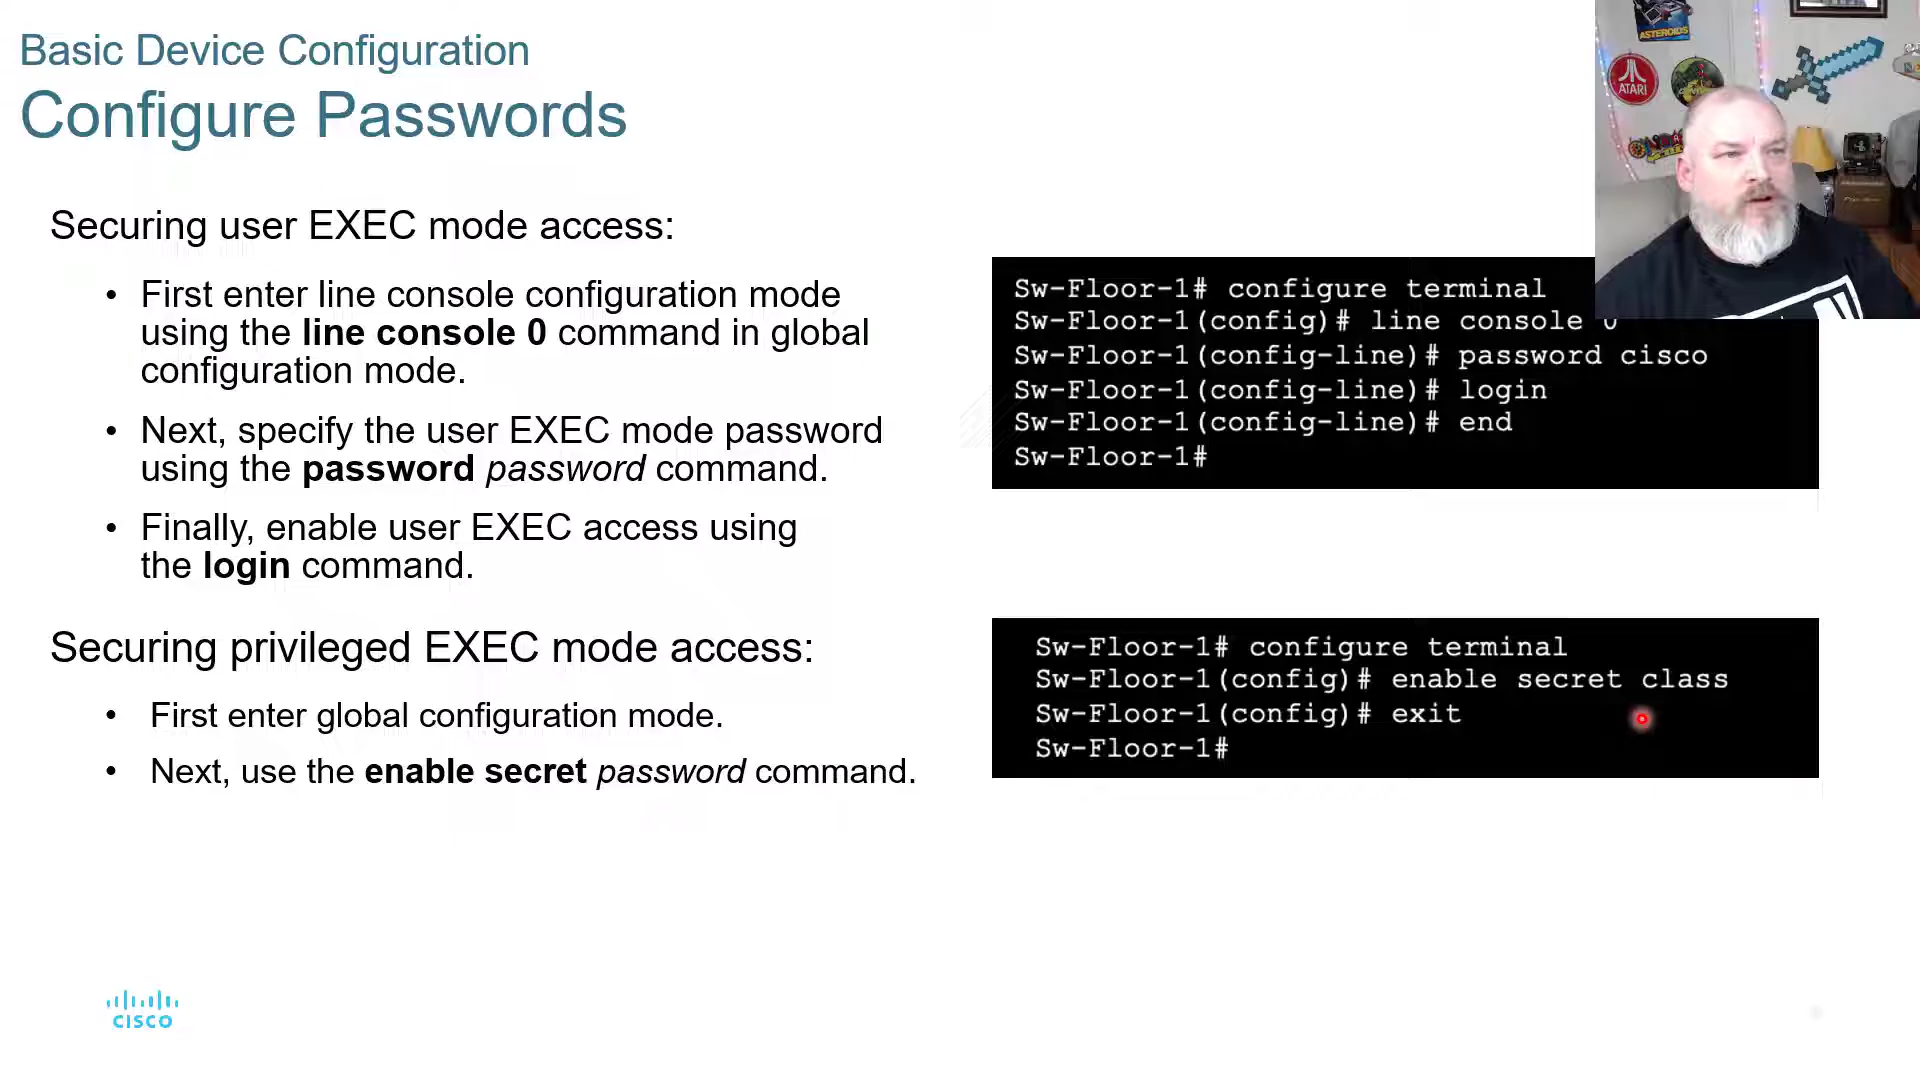 Basic Device Configuration
Configure Passwords
Securing user EXEC mode access:
• First enter line console configuration mode
using the line console 0 command in global
configuration mode.
• Next, specify the user EXEC mode password
using the password password command.
• Finally, enable user EXEC access using
the login command.
Securing privileged EXEC mode access:
• First enter global configuration mode.
• Next, use the enable secret password command.
Sw-Floor-1# configure terminal
Sw-Floor-1(config)# line console 0
Sw-Floor-1(config-line)# password cisco
Sw-Floor-1(config-line)# login
Sw-Floor-1(config-line)# end
Sw-Floor-1#
Sw-Floor-1# configure terminal
Sw-Floor-1(config)# enable secret class
Sw-Floor-1(config)# exit
Sw-Floor-1#
ASTEROIDS
ATARI
CISCO